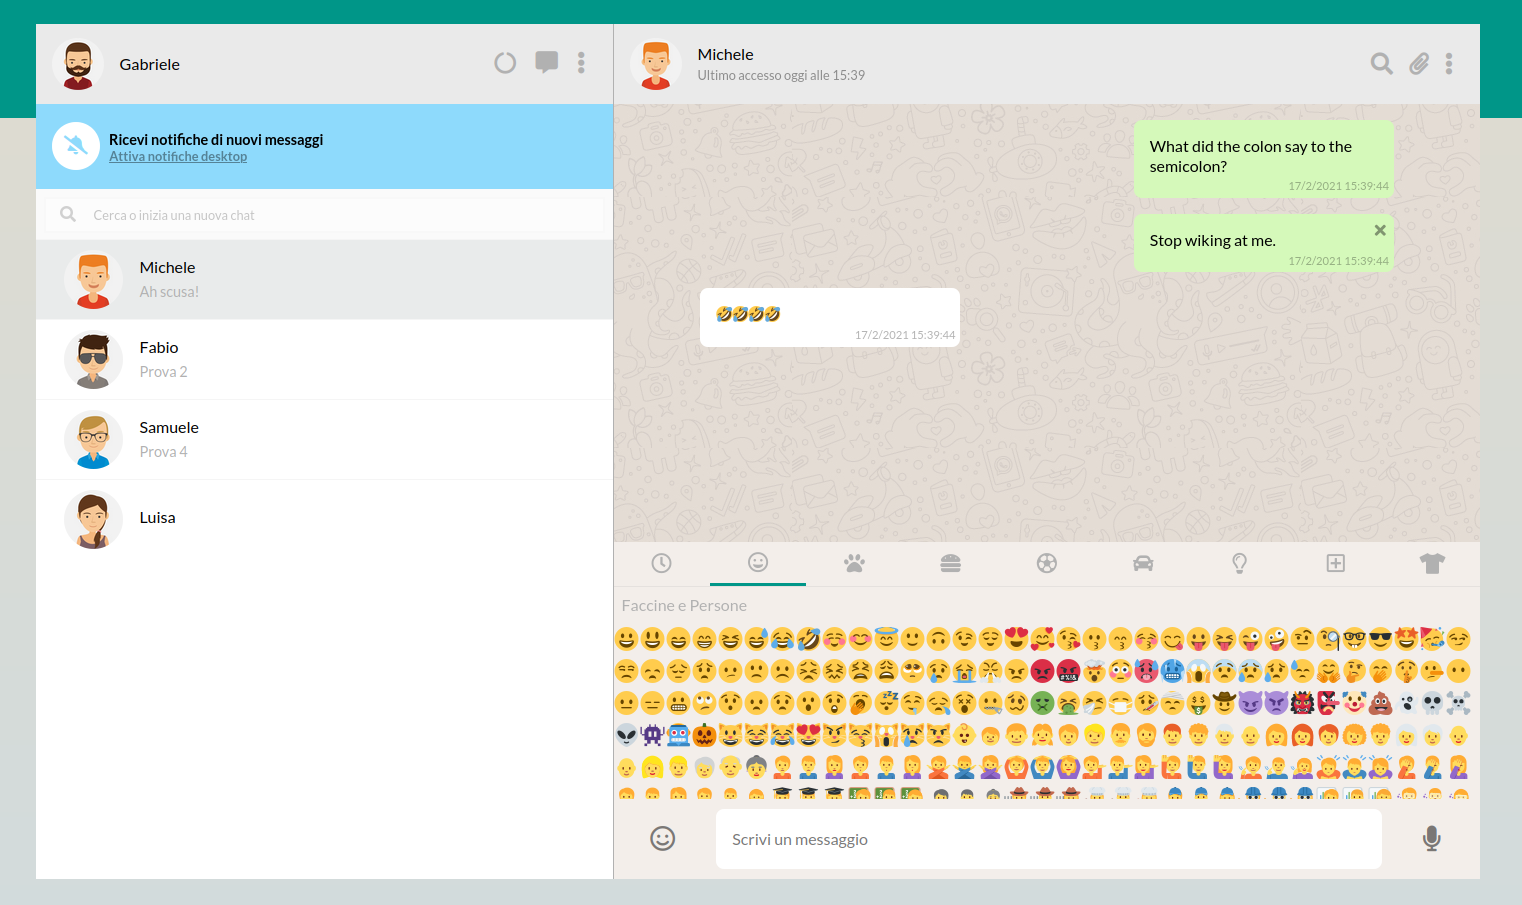 Gabriele
Ricevi notifiche di nuovi messaggi
Attiva notifiche desktop
Cerca o inizia una nuova chat
Michele
Ah scusa!
Fabio
Prova 2
Samuele
Prova 4
Luisa
Michele
Ultimo accesso oggi alle 15:39
What did the colon say to the
semicolon?
17/2/2021 15:39:44
Stop wiking at me.
17/2/2021 15:39:44
🤣🤣🤣🤣
17/2/2021 15:39:44
Faccine e Persone
Scrivi un messaggio